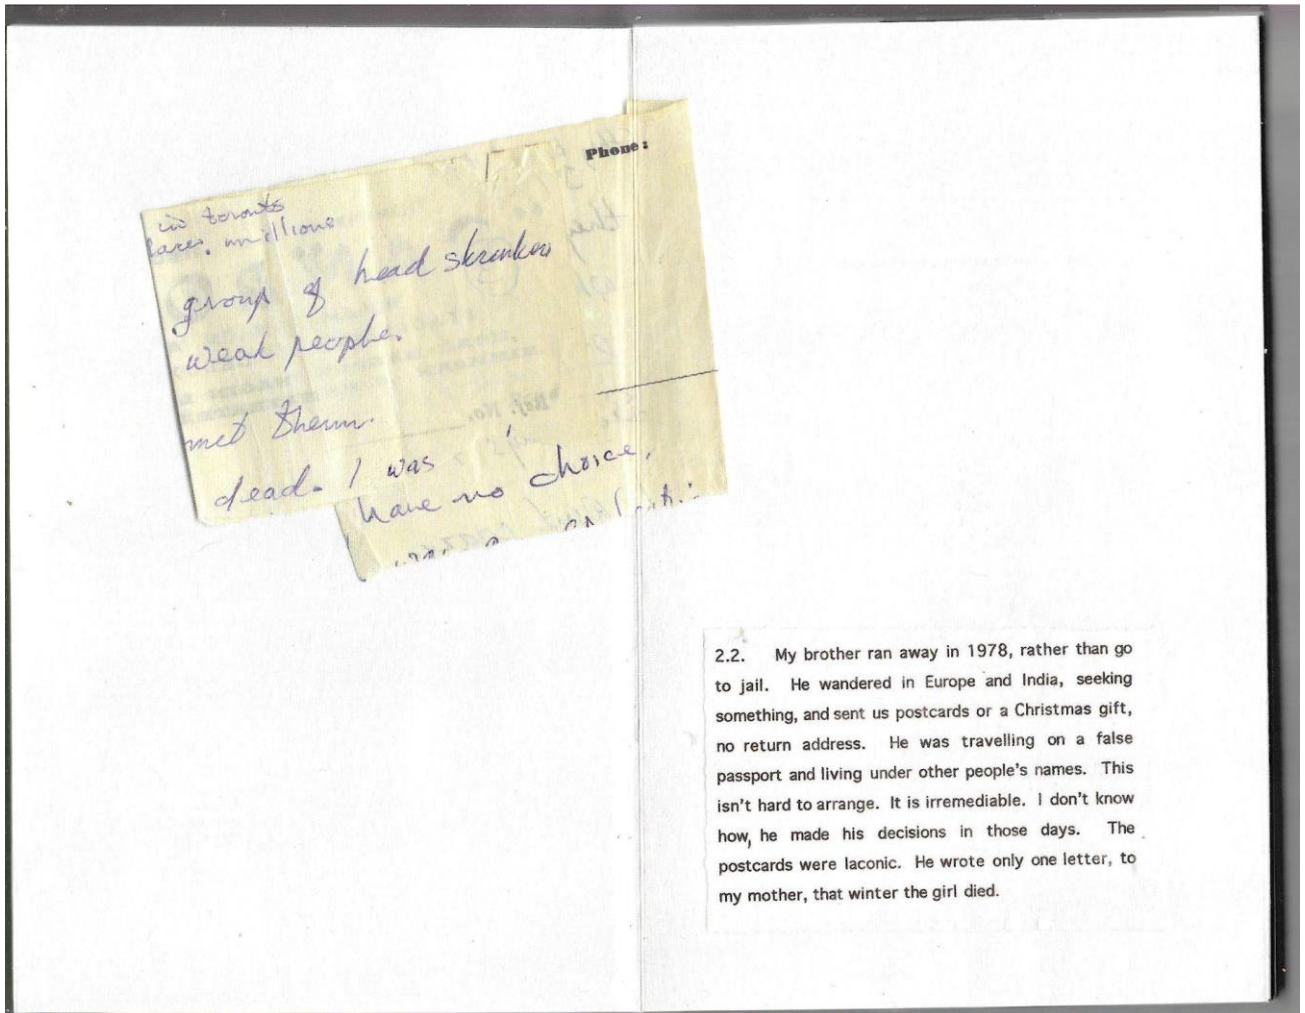 Phone:
in toronto
millions
group of head shrinkers
weak people.
met them.
Ref. No.
dead. I was
have no choice,
2.2. My brother ran away in 1978, rather than go
to jail. He wandered in Europe and India, seeking
something, and sent us postcards or a Christmas gift,
no return address. He was travelling on a false
passport and living under other people's names. This
isn't hard to arrange. It is irremediable. I don't know
how, he made his decisions in those days. The
postcards were laconic. He wrote only one letter, to
my mother, that winter the girl died.